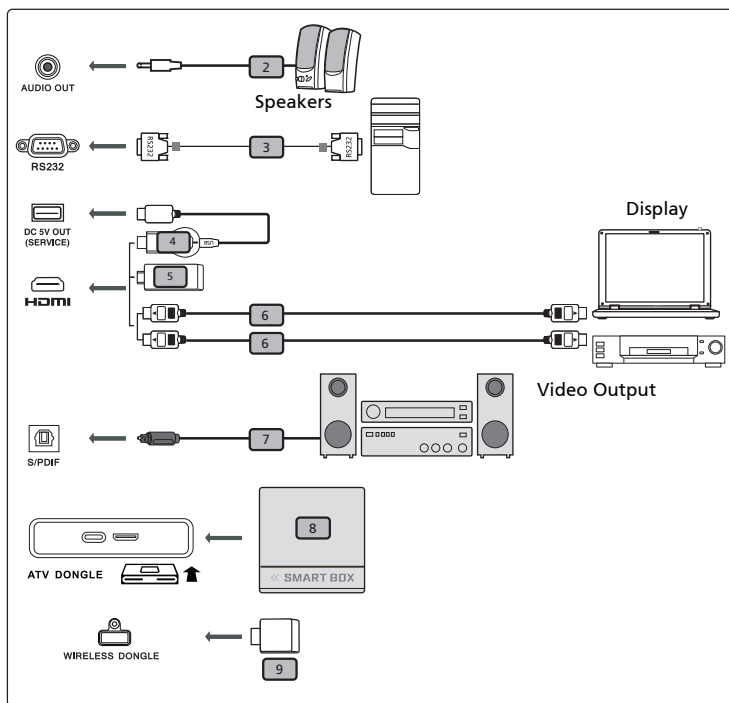 AUDIO OUT
2
Speakers
RS232
RS232
3
RS232
DC 5V OUT
(SERVICE)
4
USB
Display
HDMI
5
6
6
Video Output
S/PDIF
7
8
ATV DONGLE
« SMART BOX
WIRELESS DONGLE
9